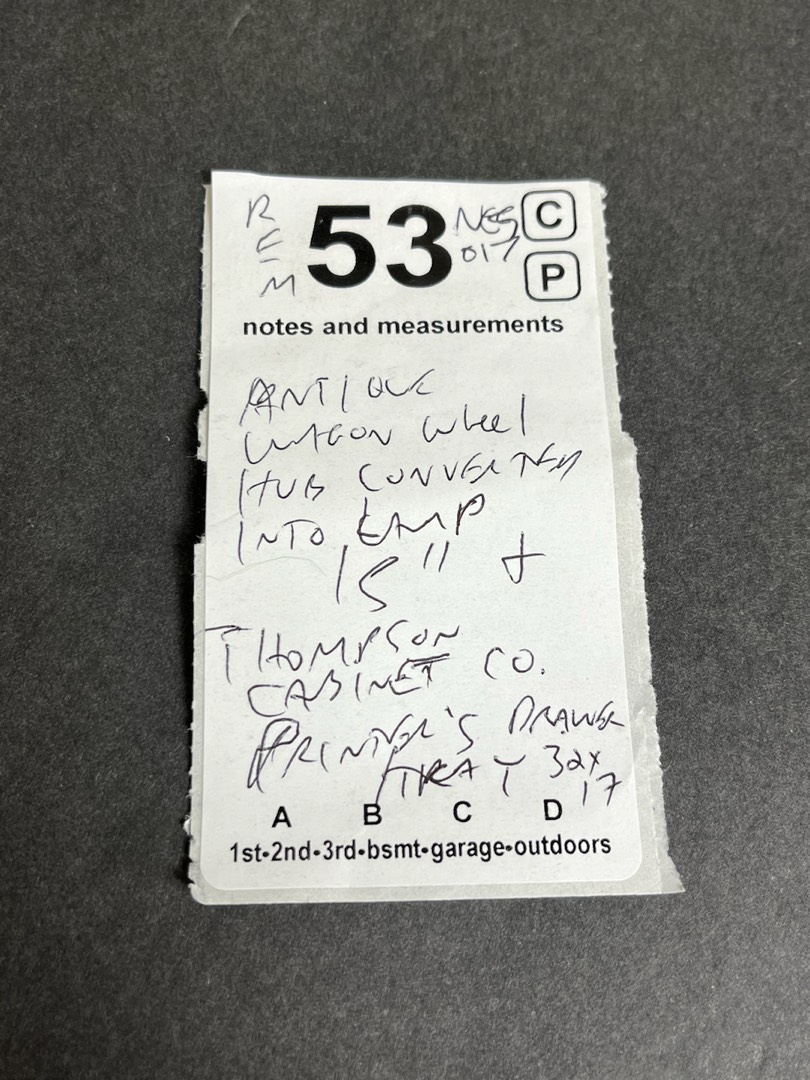 REM 53 NES 017 C
P
notes and measurements
ANTIQUE
WAGON WHEEL
HUB CONVERTED
INTO LAMP
15" +
THOMPSON
CABINET CO.
PRINTER'S DRAWER
/TRAY 32x
17
A B C D
1st•2nd•3rd•bsmt•garage•outdoors